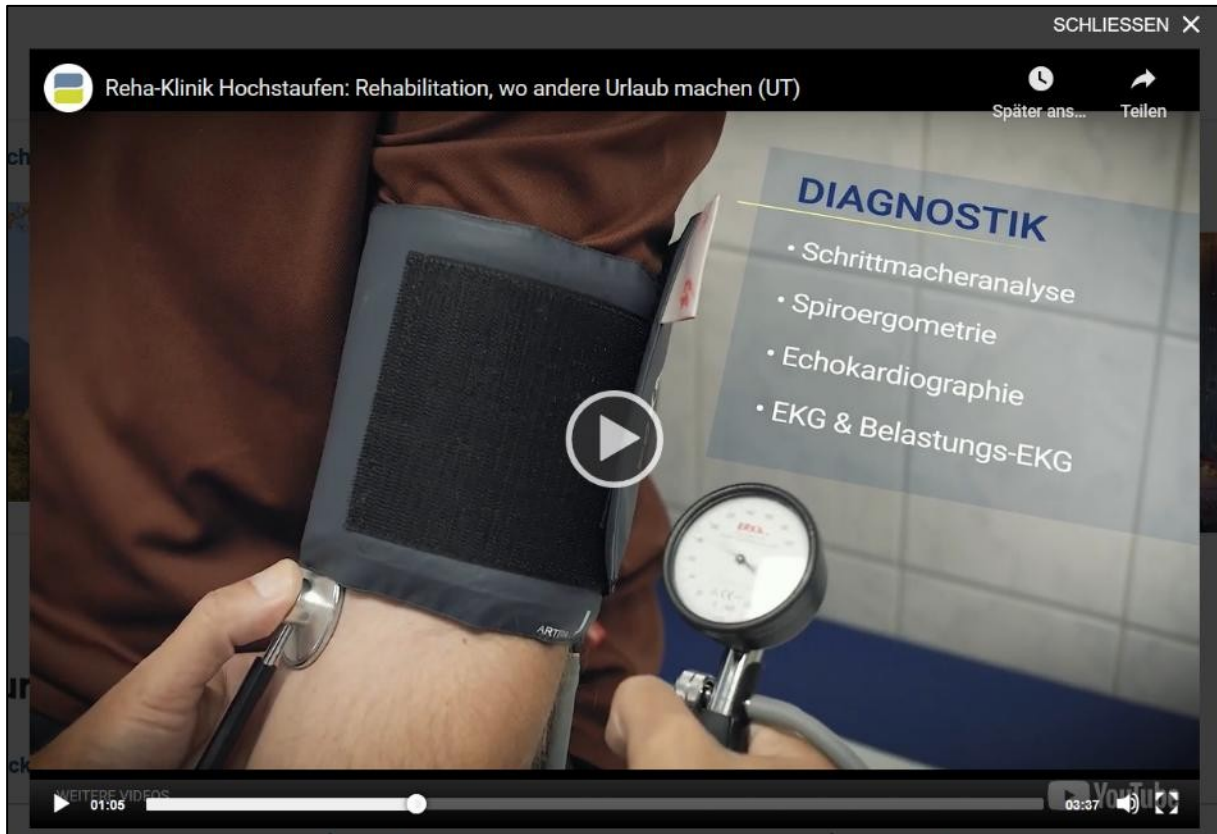 SCHLIESSEN
Reha-Klinik Hochstaufen: Rehabilitation, wo andere Urlaub machen (UT)
Später ans...
Teilen
DIAGNOSTIK
• Schrittmacheranalyse
• Spiroergometrie
• Echokardiographie
• EKG & Belastungs-EKG
WEITERE VIDEOS
01:05
03:37
YouTube